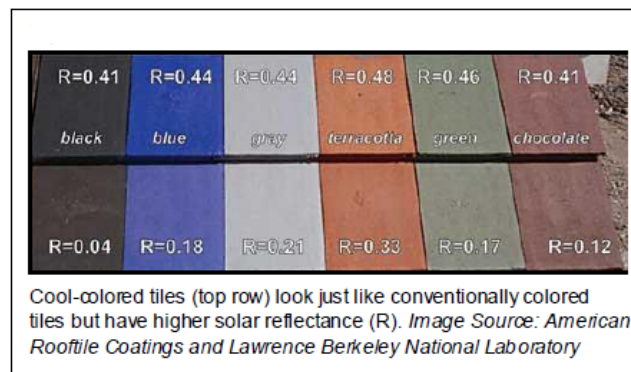 R=0.41 R=0.44 R=0.44 R=0.48 R=0.46 R=0.41
black blue gray terracotta green chocolate
R=0.04 R=0.18 R=0.21 R=0.33 R=0.17 R=0.12
Cool-colored tiles (top row) look just like conventionally colored
tiles but have higher solar reflectance (R). Image Source: American
Rooftile Coatings and Lawrence Berkeley National Laboratory